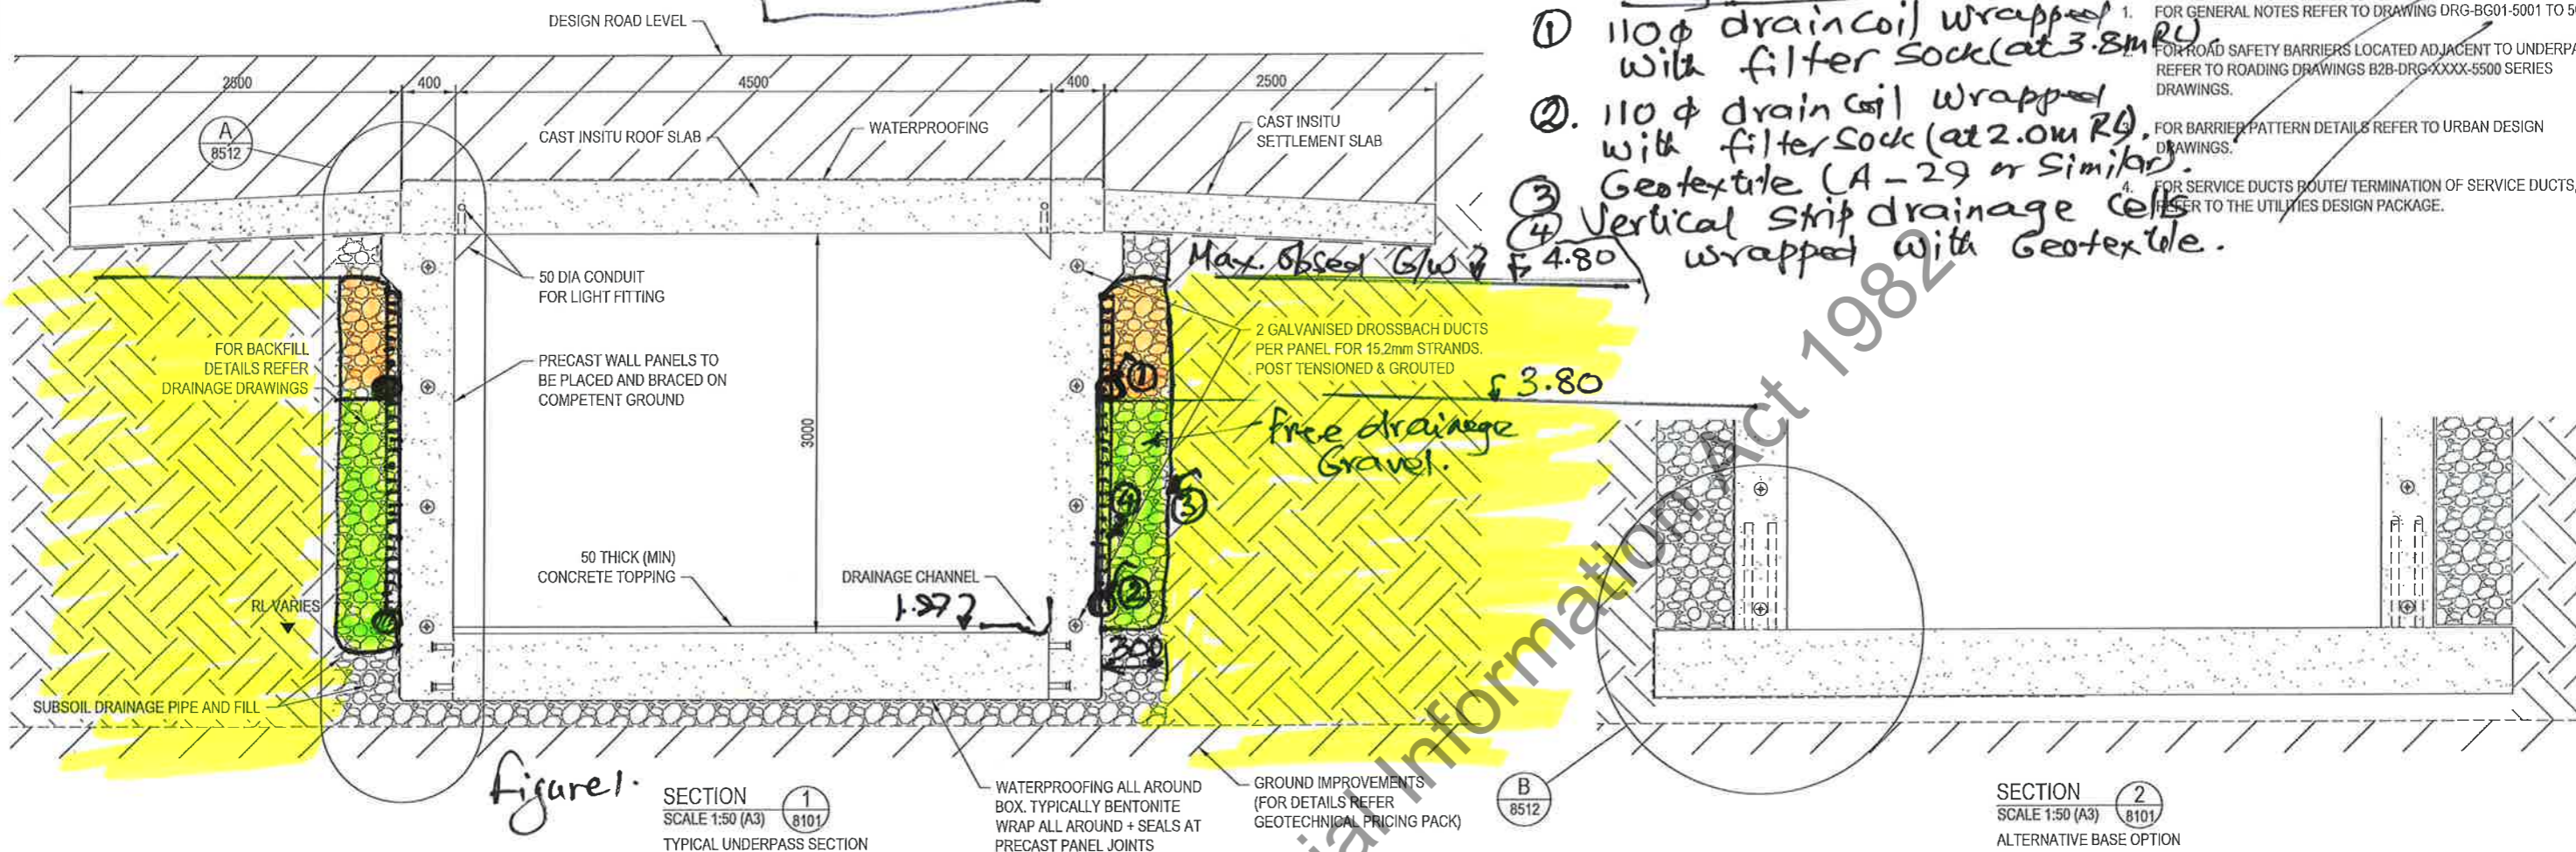 DESIGN ROAD LEVEL
① 110ϕ draincoil wrapped
with filter sock (at 3.8m RL).
②. 110 ϕ drain coil wrapped
with filter sock (at 2.0m RL).
③ Geotextile (A-29 or Similar).
④ Vertical Strip drainage cells
wrapped with Geotextile.
1. FOR GENERAL NOTES REFER TO DRAWING DRG-BG01-5001 TO
FOR ROAD SAFETY BARRIERS LOCATED ADJACENT TO
REFER TO ROADING DRAWINGS B2B-DRG-XXXX-5500 SERIES
DRAWINGS.
FOR BARRIER PATTERN DETAILS REFER TO URBAN DESIGN
DRAWINGS.
4. FOR SERVICE DUCTS ROUTE/ TERMINATION OF SERVICE DUCTS,
REFER TO THE UTILITIES DESIGN PACKAGE.
2500 400 4500 400 2500
A
8512
CAST INSITU ROOF SLAB
WATERPROOFING
CAST INSITU
SETTLEMENT SLAB
Max. Obsed G/W 4.80
50 DIA CONDUIT
FOR LIGHT FITTING
FOR BACKFILL
DETAILS REFER
DRAINAGE DRAWINGS
PRECAST WALL PANELS TO
BE PLACED AND BRACED ON
COMPETENT GROUND
2 GALVANISED DROSSBACH DUCTS
PER PANEL FOR 15.2mm STRANDS.
POST TENSIONED & GROUTED
①
3.80
3000
free drainage
Gravel.
④
③
②
50 THICK (MIN)
CONCRETE TOPPING
DRAINAGE CHANNEL
RL VARIES
300
SUBSOIL DRAINAGE PIPE AND FILL
figure1.
SECTION 1
SCALE 1:50 (A3) 8101
TYPICAL UNDERPASS SECTION
WATERPROOFING ALL AROUND
BOX. TYPICALLY BENTONITE
WRAP ALL AROUND + SEALS AT
PRECAST PANEL JOINTS
GROUND IMPROVEMENTS
(FOR DETAILS REFER
GEOTECHNICAL PRICING PACK)
B
8512
SECTION 2
SCALE 1:50 (A3) 8101
ALTERNATIVE BASE OPTION
Information Act 1982